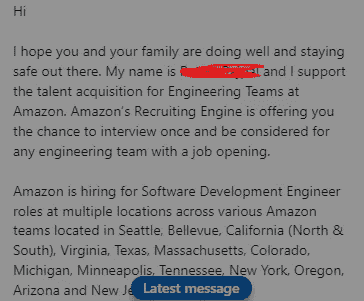 Hi
I hope you and your family are doing well and staying
safe out there. My name is and I support
the talent acquisition for Engineering Teams at
Amazon. Amazon's Recruiting Engine is offering you
the chance to interview once and be considered for
any engineering team with a job opening.
Amazon is hiring for Software Development Engineer
roles at multiple locations across various Amazon
teams located in Seattle, Bellevue, California (North &
South), Virginia, Texas, Massachusetts, Colorado,
Michigan, Minneapolis, Tennessee, New York, Oregon,
Arizona and New
Latest message